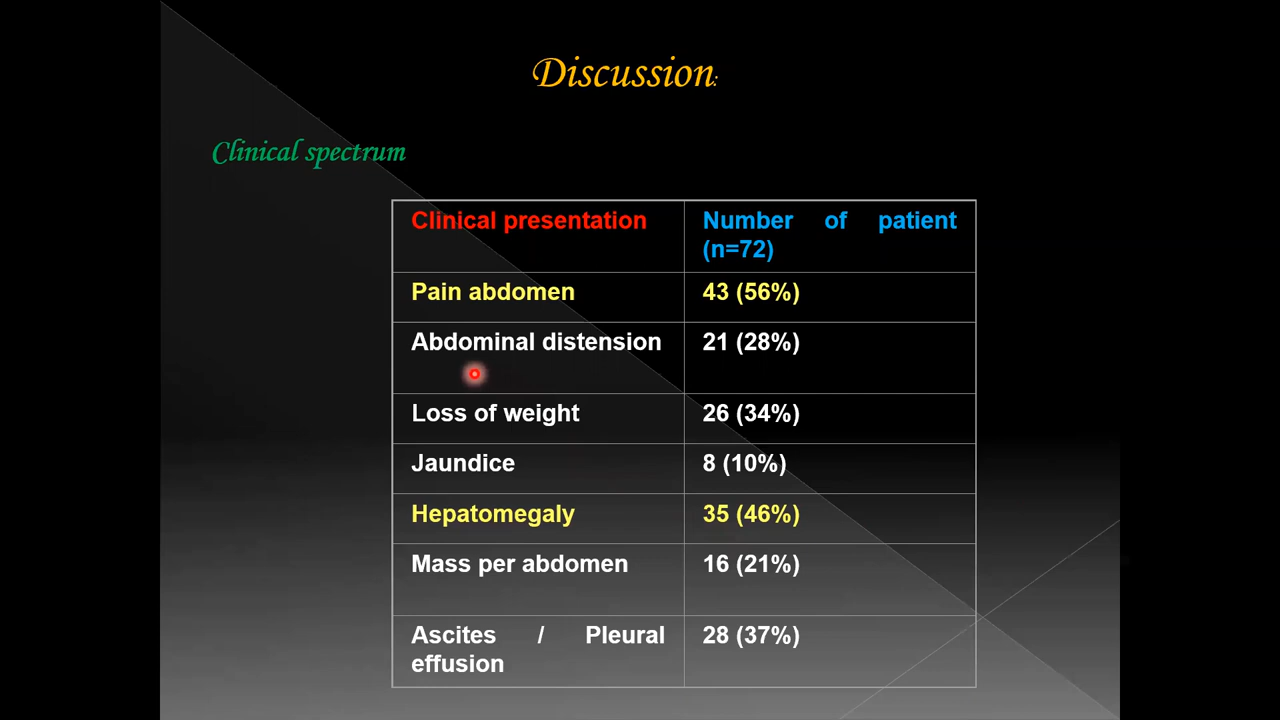 Discussion:
Clinical spectrum
Clinical presentation
Number of patient
(n=72)
Pain abdomen
43 (56%)
Abdominal distension
21 (28%)
Loss of weight
26 (34%)
Jaundice
8 (10%)
Hepatomegaly
35 (46%)
Mass per abdomen
16 (21%)
Ascites / Pleural
effusion
28 (37%)